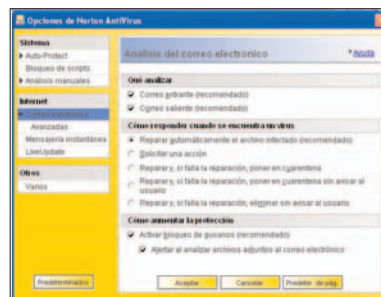 Opciones de Norton AntiVirus
Sistema
Auto-Protect
Bloqueo de scripts
Análisis manuales
Internet
Correo electrónico
Avanzadas
Mensajería instantánea
LiveUpdate
Otros
Varios
Predeterminados
Análisis del correo electronico
Ayuda
Qué analizar
Correo entrante (recomendado)
Correo saliente (recomendado)
Cómo responder cuando se encuentra un virus
Reparar automáticamente el archivo infectado (recomendado)
Solicitar una acción
Reparar y, si falla la reparación, poner en cuarentena
Reparar y, si falla la reparación, poner en cuarentena sin avisar al
usuario
Reparar y, si falla la reparación, eliminar sin avisar al usuario
Cómo aumentar la protección
Activar bloqueo de gusanos (recomendado)
Alertar al analizar archivos adjuntos al correo electrónico
Aceptar
Cancelar
Predeter. de pág.